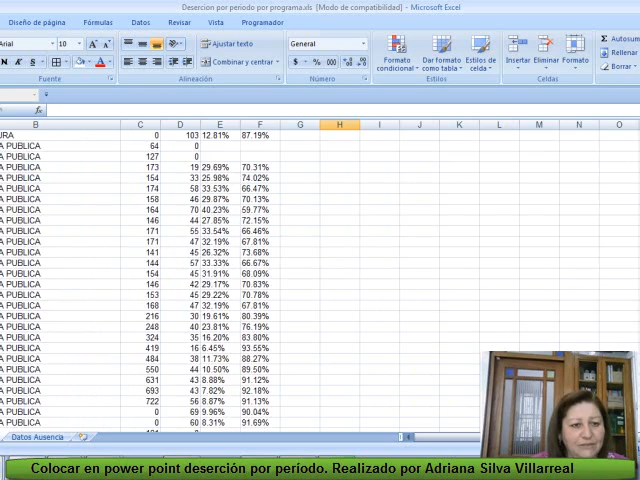 Desercion por periodo por programa.xls [Modo de compatibilidad] - Microsoft Excel
Diseño de página Fórmulas Datos Revisar Vista Programador
Arial 10 A A Ajustar texto General Formato condicional Dar formato como tabla Estilos de celda Insertar Eliminar Formato Autosuma
Rellenar
N K S A Combinar y centrar $ % 000 Borrar
Fuente Alineación Número Estilos Celdas
fx
B C D E F G H I J K L M N O
URA 0 103 12.81% 87.19%
A PUBLICA 64 0
A PUBLICA 127 0
A PUBLICA 173 19 29.69% 70.31%
A PUBLICA 154 33 25.98% 74.02%
A PUBLICA 174 58 33.53% 66.47%
A PUBLICA 158 46 29.87% 70.13%
A PUBLICA 164 70 40.23% 59.77%
A PUBLICA 146 44 27.85% 72.15%
A PUBLICA 171 55 33.54% 66.46%
A PUBLICA 171 47 32.19% 67.81%
A PUBLICA 141 45 26.32% 73.68%
A PUBLICA 144 57 33.33% 66.67%
A PUBLICA 154 45 31.91% 68.09%
A PUBLICA 146 42 29.17% 70.83%
A PUBLICA 153 45 29.22% 70.78%
A PUBLICA 168 47 32.19% 67.81%
A PUBLICA 216 30 19.61% 80.39%
A PUBLICA 248 40 23.81% 76.19%
A PUBLICA 324 35 16.20% 83.80%
A PUBLICA 419 16 6.45% 93.55%
A PUBLICA 484 38 11.73% 88.27%
A PUBLICA 550 44 10.50% 89.50%
A PUBLICA 631 43 8.88% 91.12%
A PUBLICA 693 43 7.82% 92.18%
A PUBLICA 722 56 8.87% 91.13%
A PUBLICA 0 69 9.96% 90.04%
A PUBLICA 0 60 8.31% 91.69%
Datos Ausencia
Colocar en power point deserción por período. Realizado por Adriana Silva Villarreal